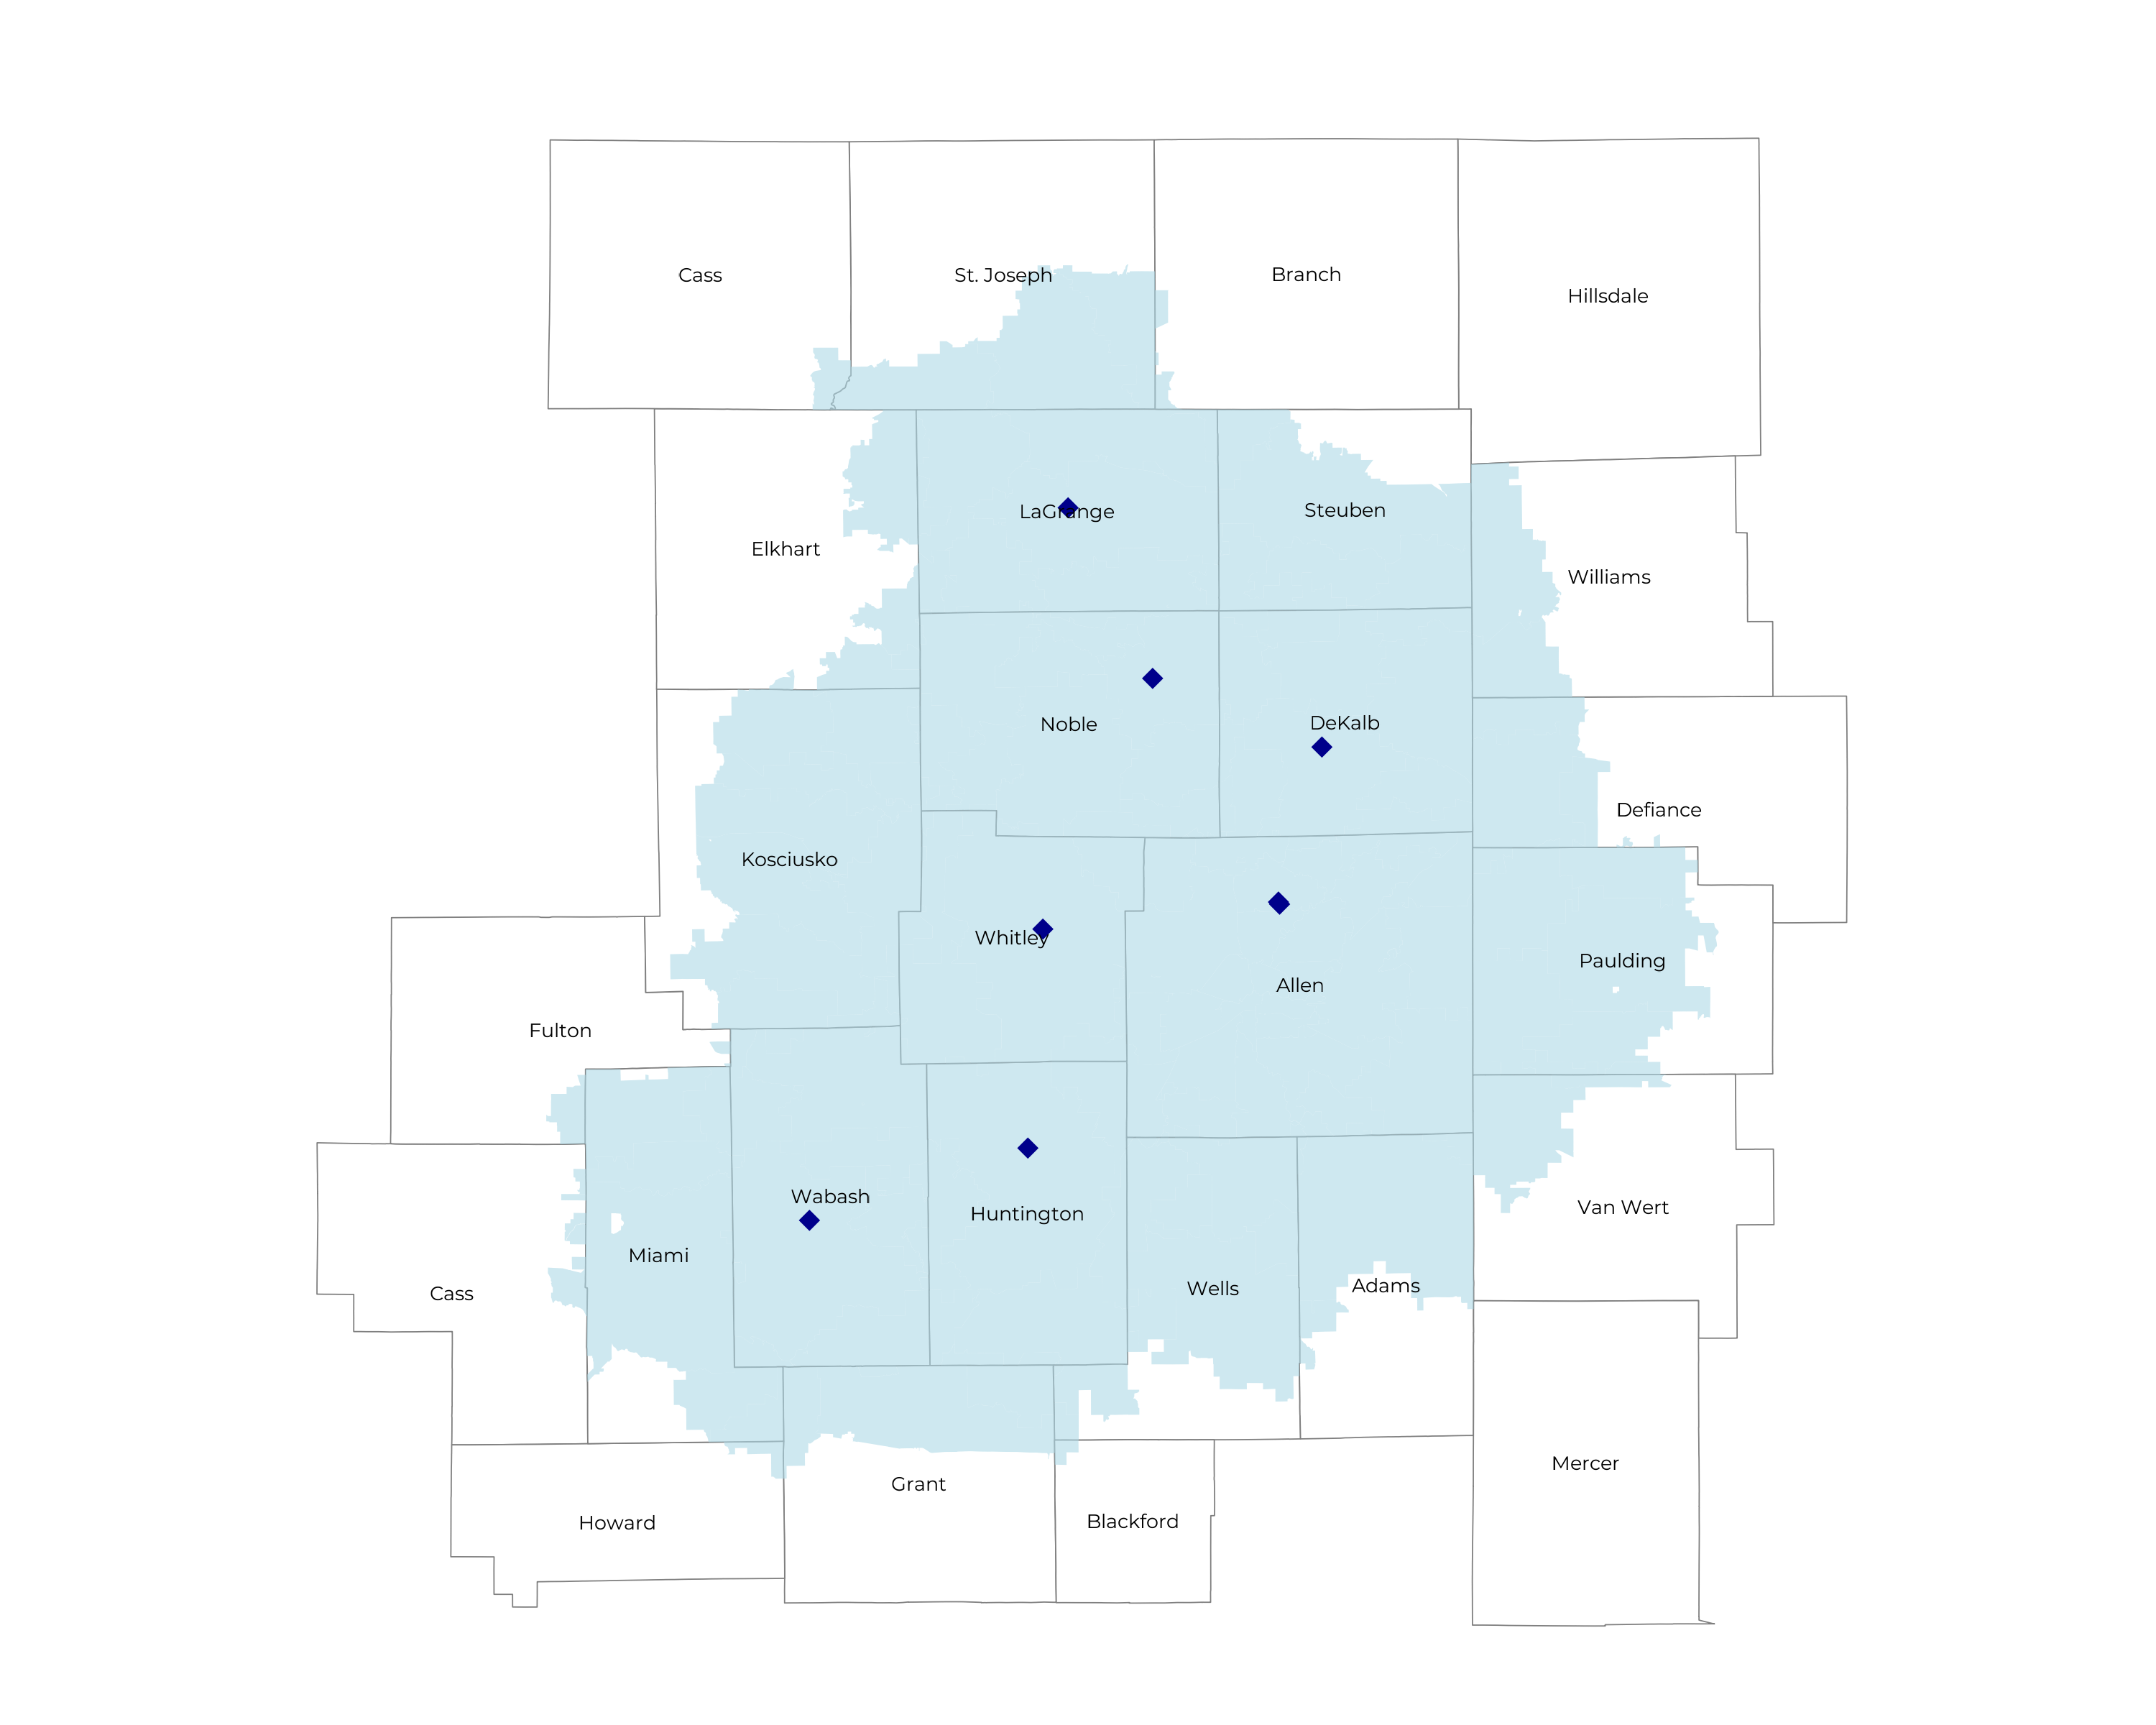 Cass
St. Joseph
Branch
Hillsdale
LaGrange
Steuben
Elkhart
Williams
Noble
DeKalb
Defiance
Kosciusko
Whitley
Paulding
Allen
Fulton
Wabash
Van Wert
Huntington
Miami
Adams
Wells
Cass
Mercer
Grant
Blackford
Howard